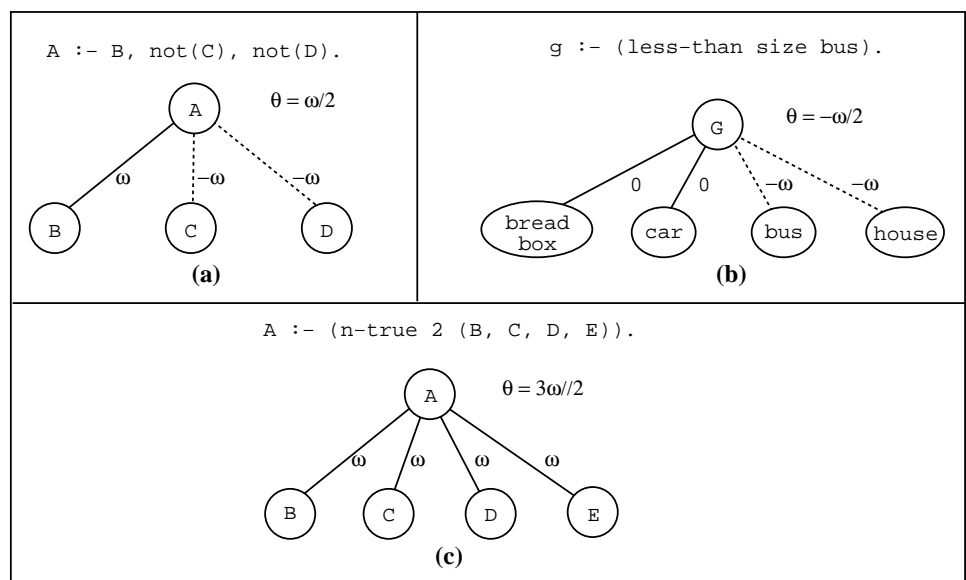 A :- B, not(C), not(D).
θ = ω/2
A
ω
−ω
−ω
B
C
D
(a)
g :- (less-than size bus).
θ = −ω/2
G
0
0
−ω
−ω
bread
box
car
bus
house
(b)
A :- (n-true 2 (B, C, D, E)).
θ = 3ω//2
A
ω
ω
ω
ω
B
C
D
E
(c)